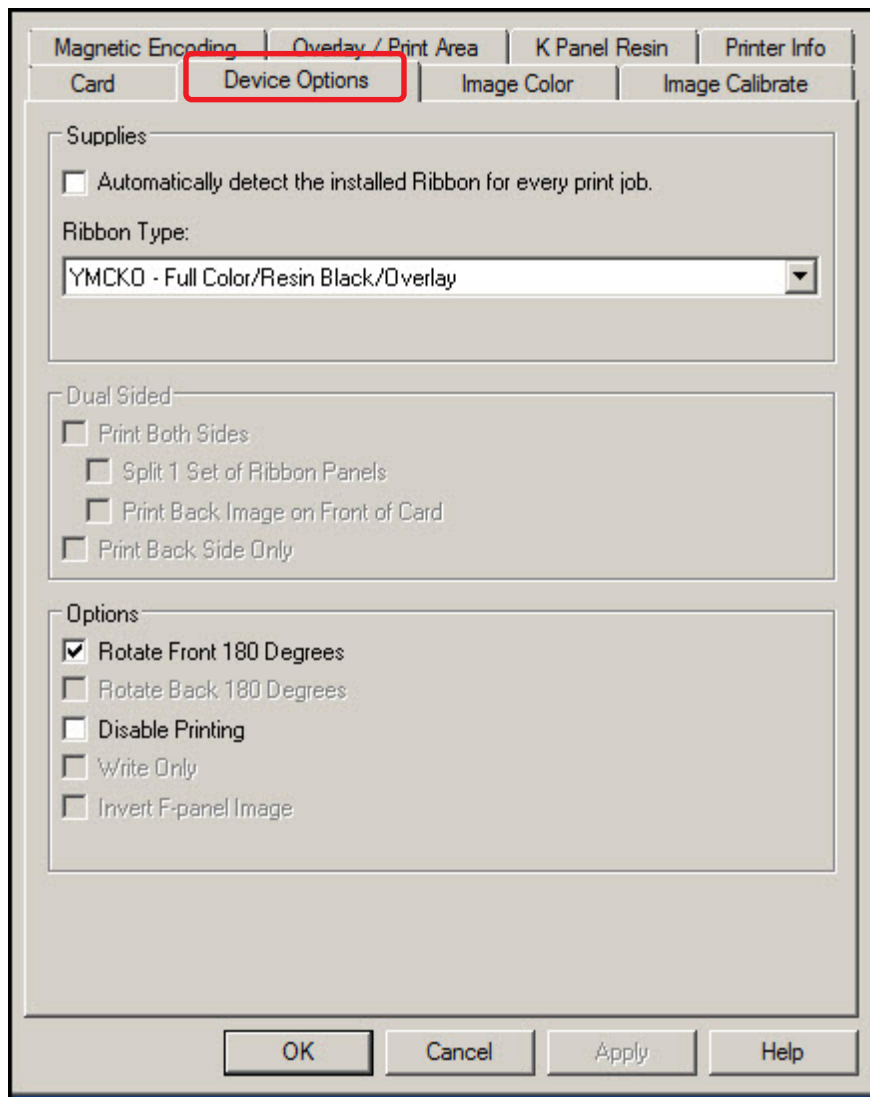 Magnetic Encoding Overlay / Print Area K Panel Resin Printer Info
Card Device Options Image Color Image Calibrate
Supplies
Automatically detect the installed Ribbon for every print job.
Ribbon Type:
YMCKO - Full Color/Resin Black/Overlay
Dual Sided
Print Both Sides
Split 1 Set of Ribbon Panels
Print Back Image on Front of Card
Print Back Side Only
Options
Rotate Front 180 Degrees
Rotate Back 180 Degrees
Disable Printing
Write Only
Invert F-panel Image
OK Cancel Apply Help